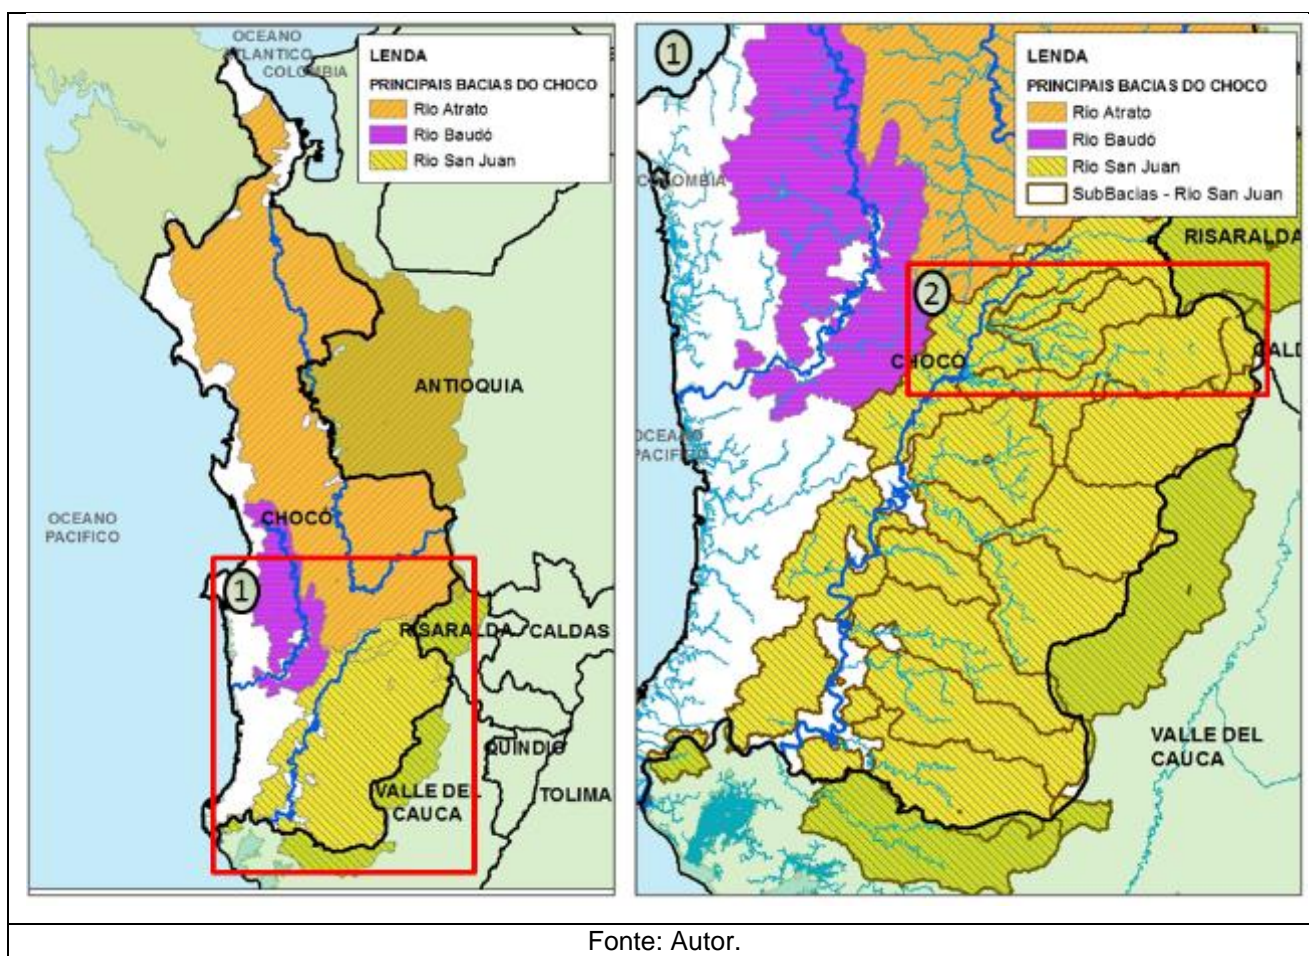 OCEANO
ATLANTICO
COLOMBIA
LENDA
PRINCIPAIS BACIAS DO CHOCO
Rio Atrato
Rio Baudó
Rio San Juan
ANTIOQUIA
OCEANO
PACIFICO
CHOCÓ
1
RISARALDA
CALDAS
QUINDIO
VALLE DEL
CAUCA
TOLIMA
1
LENDA
PRINCIPAIS BACIAS DO CHOCO
Rio Atrato
Rio Baudó
Rio San Juan
SubBacias - Rio San Juan
COLOMBIA
RISARALDA
2
CHOCÓ
CALD
OCEANO
PACIFICO
VALLE DEL
CAUCA
Fonte: Autor.